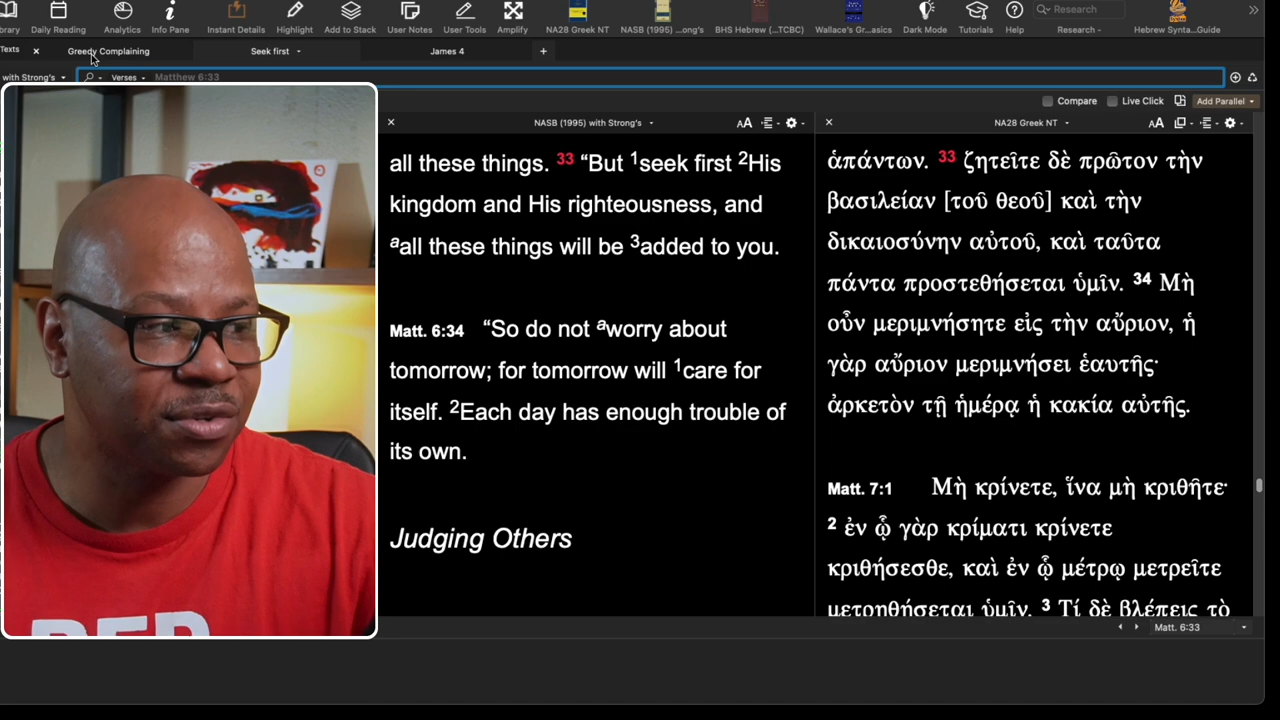 Daily Reading Analytics Info Pane Instant Details Highlight Add to Stack User Notes User Tools Amplify NA28 Greek NT NASB (1995) ...ong's BHS Hebrew (...TCBC) Wallace's Gr...asics Dark Mode Tutorials Help Research Research Hebrew Synta...Guide
Texts Greedy Complaining Seek first James 4
with Strong's Verses Matthew 6:33
Compare Live Click Add Parallel
NASB (1995) with Strong's
all these things. 33 “But 1seek first 2His
kingdom and His righteousness, and
aall these things will be 3added to you.
Matt. 6:34 “So do not aworry about
tomorrow; for tomorrow will 1care for
itself. 2Each day has enough trouble of
its own.
Judging Others
NA28 Greek NT
ἁπάντων. 33 ζητεῖτε δὲ πρῶτον τὴν
βασιλείαν [τοῦ θεοῦ] καὶ τὴν
δικαιοσύνην αὐτοῦ, καὶ ταῦτα
πάντα προστεθήσεται ὑμῖν. 34 Μὴ
οὖν μεριμνήσητε εἰς τὴν αὔριον, ἡ
γὰρ αὔριον μεριμνήσει ἑαυτῆς·
ἀρκετὸν τῇ ἡμέρᾳ ἡ κακία αὐτῆς.
Matt. 7:1 Μὴ κρίνετε, ἵνα μὴ κριθῆτε·
2 ἐν ᾧ γὰρ κρίματι κρίνετε
κριθήσεσθε, καὶ ἐν ᾧ μέτρῳ μετρεῖτε
μετρηθήσεται ὑμῖν. 3 Τί δὲ βλέπεις τὸ
Matt. 6:33